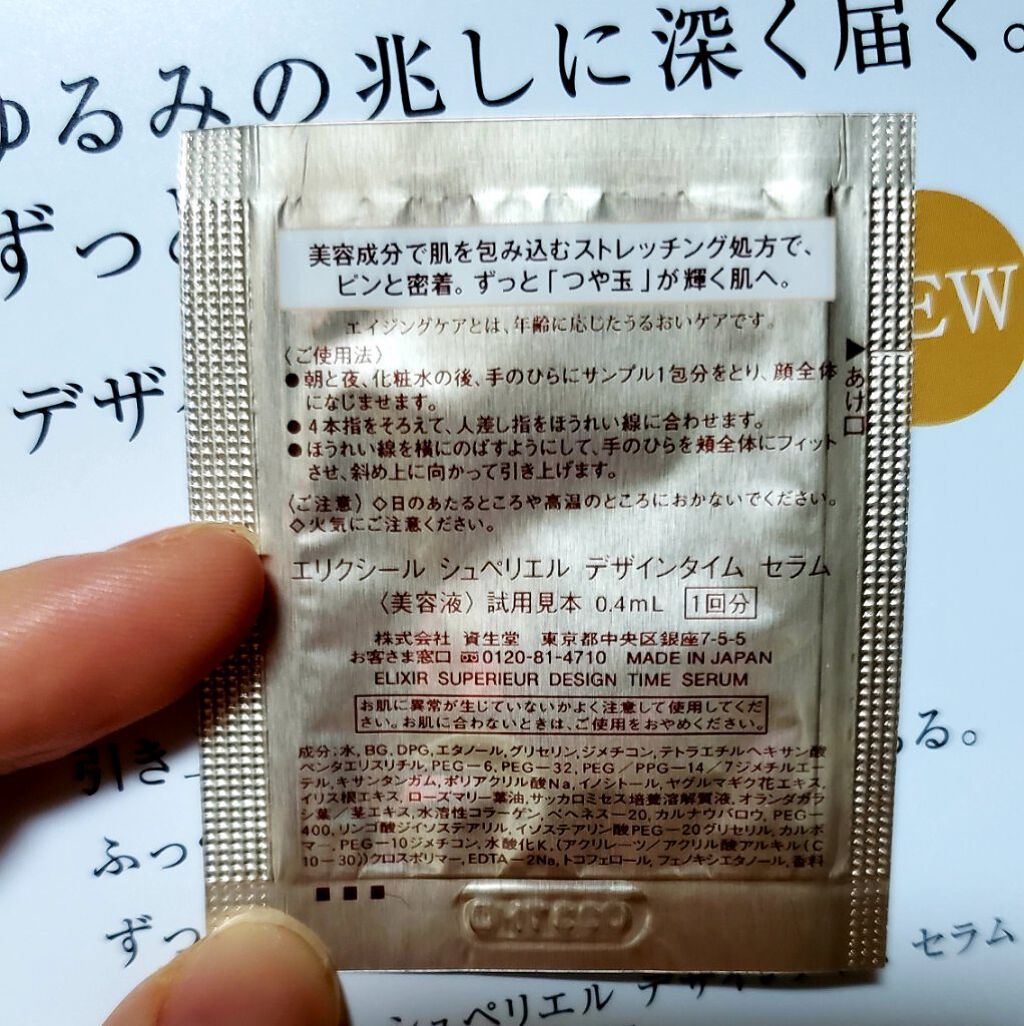 ゆるみの兆しに深く届く。
ずっと
デザ
EW
美容成分で肌を包み込むストレッチング処方で、
ピンと密着。ずっと「つや玉」が輝く肌へ。
エイジングケアとは、年齢に応じたうるおいケアです。
〈ご使用法〉
●朝と夜、化粧水の後、手のひらにサンプル1包分をとり、顔全体
になじませます。
●4本指をそろえて、人差し指をほうれい線に合わせます。
●ほうれい線を横にのばすようにして、手のひらを頬全体にフィット
させ、斜め上に向かって引き上げます。
〈ご注意〉◇日のあたるところや高温のところにおかないでください。
◇火気にご注意ください。
▶あけ口
エリクシール シュペリエル デザインタイム セラム
〈美容液〉試用見本 0.4mL 1回分
株式会社 資生堂 東京都中央区銀座7-5-5
お客さま窓口 0120-81-4710 MADE IN JAPAN
ELIXIR SUPERIEUR DESIGN TIME SERUM
お肌に異常が生じていないかよく注意して使用してくだ
さい。お肌に合わないときは、ご使用をおやめください。
成分:水,BG,DPG,エタノール,グリセリン,ジメチコン,テトラエチルヘキサン酸
ペンタエリスリチル,PEG-6,PEG-32,PEG/PPG-14/7ジメチルエー
テル,キサンタンガム,ポリアクリル酸Na,イノシトール,ヤグルマギク花エキス,
イリス根エキス,ローズマリー葉油,サッカロミセス培養溶解質液,オランダガラ
シ葉/茎エキス,水溶性コラーゲン,ベヘネス-20,カルナウバロウ,PEG-
400,リンゴ酸ジイソステアリル,イソステアリン酸PEG-20グリセリル,カルボ
マー,PEG-10ジメチコン,水酸化K,(アクリレーツ/アクリル酸アルキル(C
10-30))クロスポリマー,EDTA-2Na,トコフェロール,フェノキシエタノール,香料
引き
る。
ふっ
ずっ
セラム
シュペリエル デザ